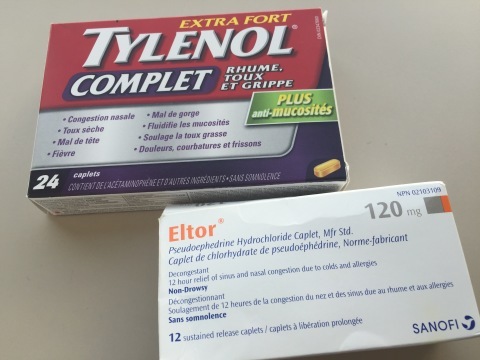 EXTRA FORT
TYLENOL®
COMPLET RHUME, TOUX ET GRIPPE
PLUS
anti-mucosités
• Congestion nasale
• Toux sèche
• Mal de tête
• Fièvre
• Mal de gorge
• Fluidifie les mucosités
• Soulage la toux grasse
• Douleurs, courbatures et frissons
24 caplets
CONTIENT DE L'ACÉTAMINOPHÈNE ET D'AUTRES INGRÉDIENTS • SANS SOMNOLENCE
NPN 02103109
Eltor® 120 mg
Pseudoephedrine Hydrochloride Caplet, Mfr Std.
Caplet de chlorhydrate de pseudoéphédrine, Norme-fabricant
Decongestant
12 hour relief of sinus and nasal congestion due to colds and allergies
Non-Drowsy
Décongestionnant
Soulagement de 12 heures de la congestion du nez et des sinus due au rhume et aux allergies
Sans somnolence
12 sustained release caplets / caplets à libération prolongée
SANOFI